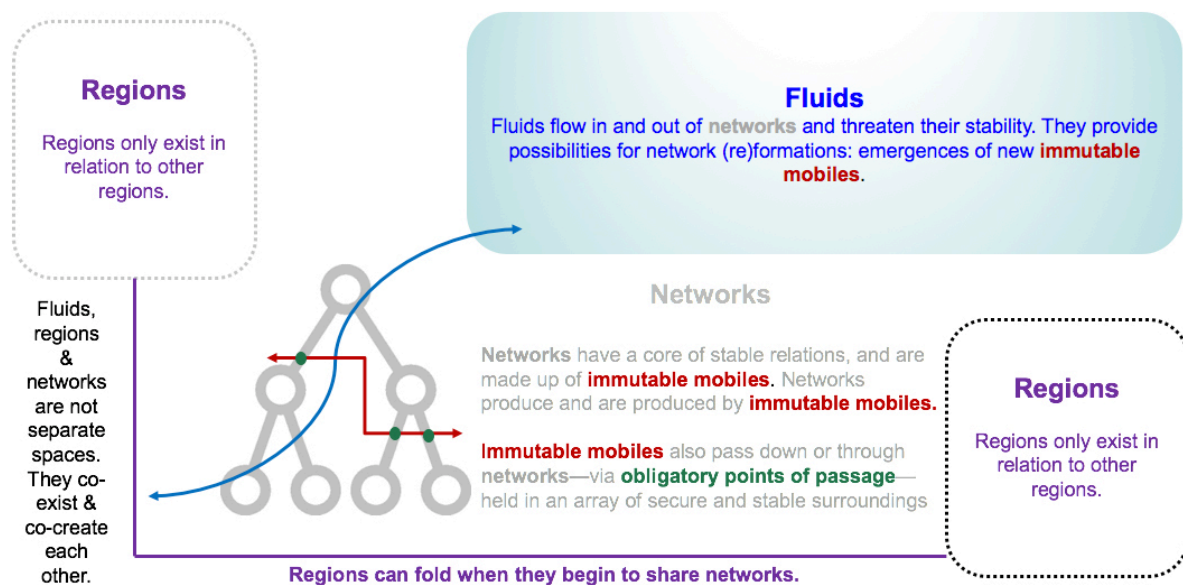 Regions
Regions only exist in
relation to other
regions.
Fluids
Fluids flow in and out of networks and threaten their stability. They provide
possibilities for network (re)formations: emergences of new immutable
mobiles.
Fluids,
regions
&
networks
are not
separate
spaces.
They co-
exist &
co-create
each
other.
Networks
Networks have a core of stable relations, and are
made up of immutable mobiles. Networks
produce and are produced by immutable mobiles.
Immutable mobiles also pass down or through
networks—via obligatory points of passage—
held in an array of secure and stable surroundings
Regions
Regions only exist in
relation to other
regions.
Regions can fold when they begin to share networks.